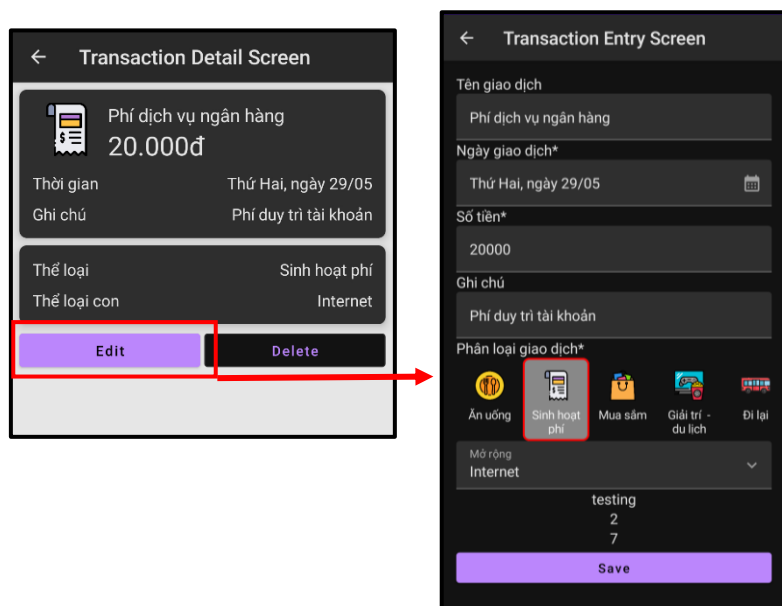 Transaction Detail Screen
Phí dịch vụ ngân hàng
20.000đ
Thời gian Thứ Hai, ngày 29/05
Ghi chú Phí duy trì tài khoản
Thể loại Sinh hoạt phí
Thể loại con Internet
Edit Delete
Transaction Entry Screen
Tên giao dịch
Phí dịch vụ ngân hàng
Ngày giao dịch*
Thứ Hai, ngày 29/05
Số tiền*
20000
Ghi chú
Phí duy trì tài khoản
Phân loại giao dịch*
Ăn uống Sinh hoạt phí Mua sắm Giải trí - du lich Đi lại
Mở rộng
Internet
testing
2
7
Save